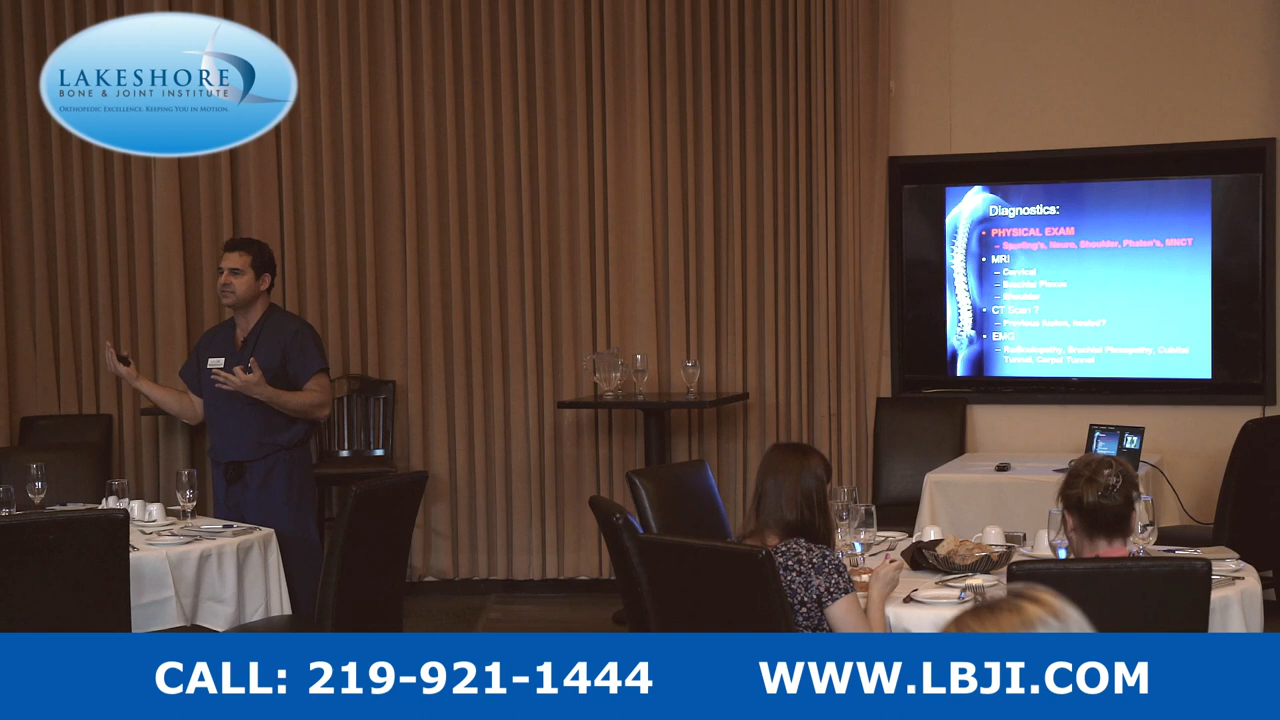 LAKESHORE
BONE & JOINT INSTITUTE
ORTHOPEDIC EXCELLENCE. KEEPING YOU IN MOTION.
Diagnostics:
• PHYSICAL EXAM
– Spurling's, Neuro, Shoulder, Phalen's, MNCT
• MRI
– Cervical
– Brachial Plexus
– Shoulder
• CT Scan ?
– Previous fusion, healed?
• EMG
– Radiculopathy, Brachial Plexopathy, Cubital
Tunnel, Carpal Tunnel
CALL: 219-921-1444 WWW.LBJI.COM